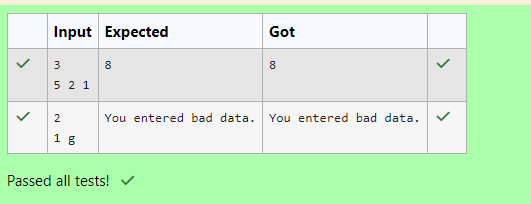 Input Expected Got
3 8 8
5 2 1
2 You entered bad data. You entered bad data.
1 g
Passed all tests!